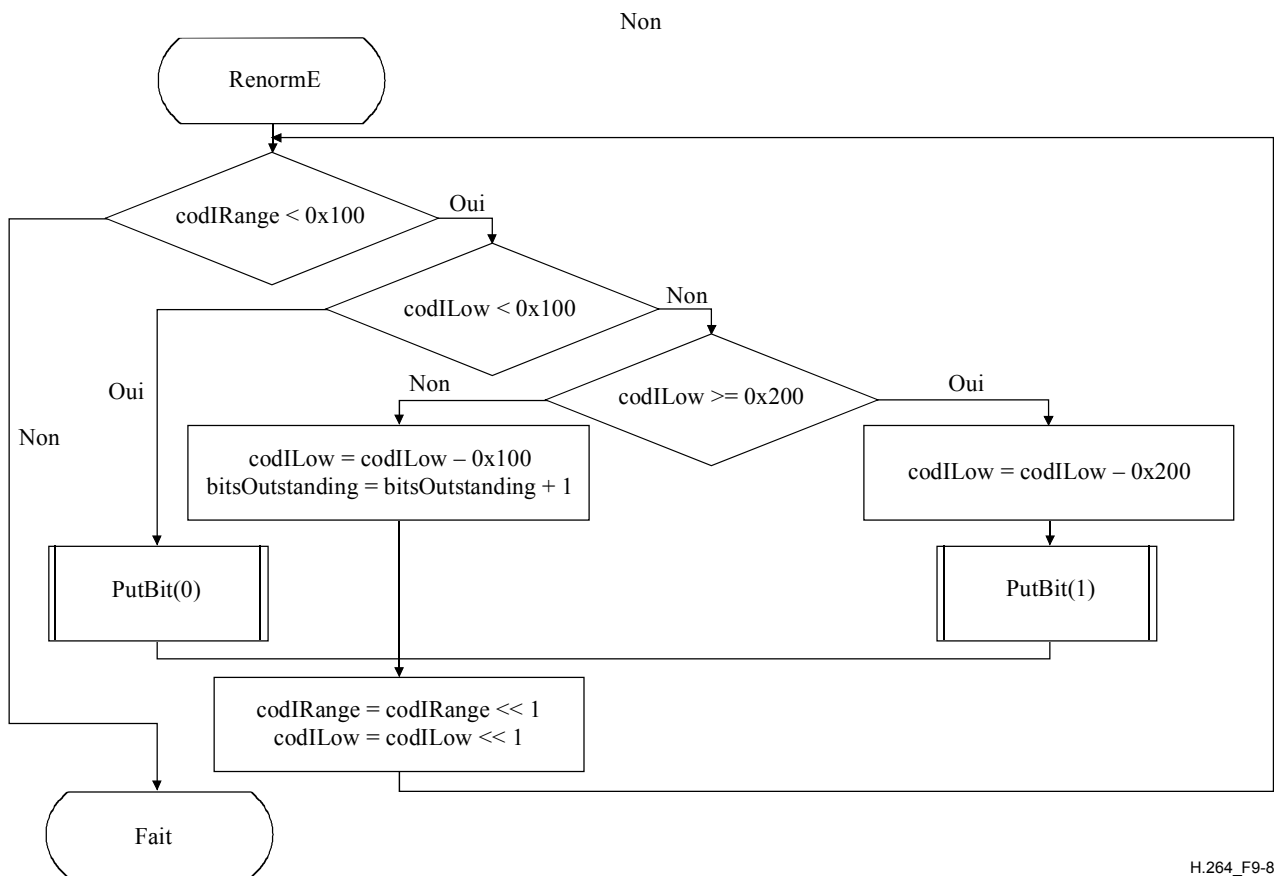 Non
RenormE
codIRange < 0x100
Oui
codILow < 0x100
Non
Oui
Non
codILow >= 0x200
Oui
Non
codILow = codILow – 0x100
bitsOutstanding = bitsOutstanding + 1
codILow = codILow – 0x200
PutBit(0)
PutBit(1)
codIRange = codIRange << 1
codILow = codILow << 1
Fait
H.264_F9-8